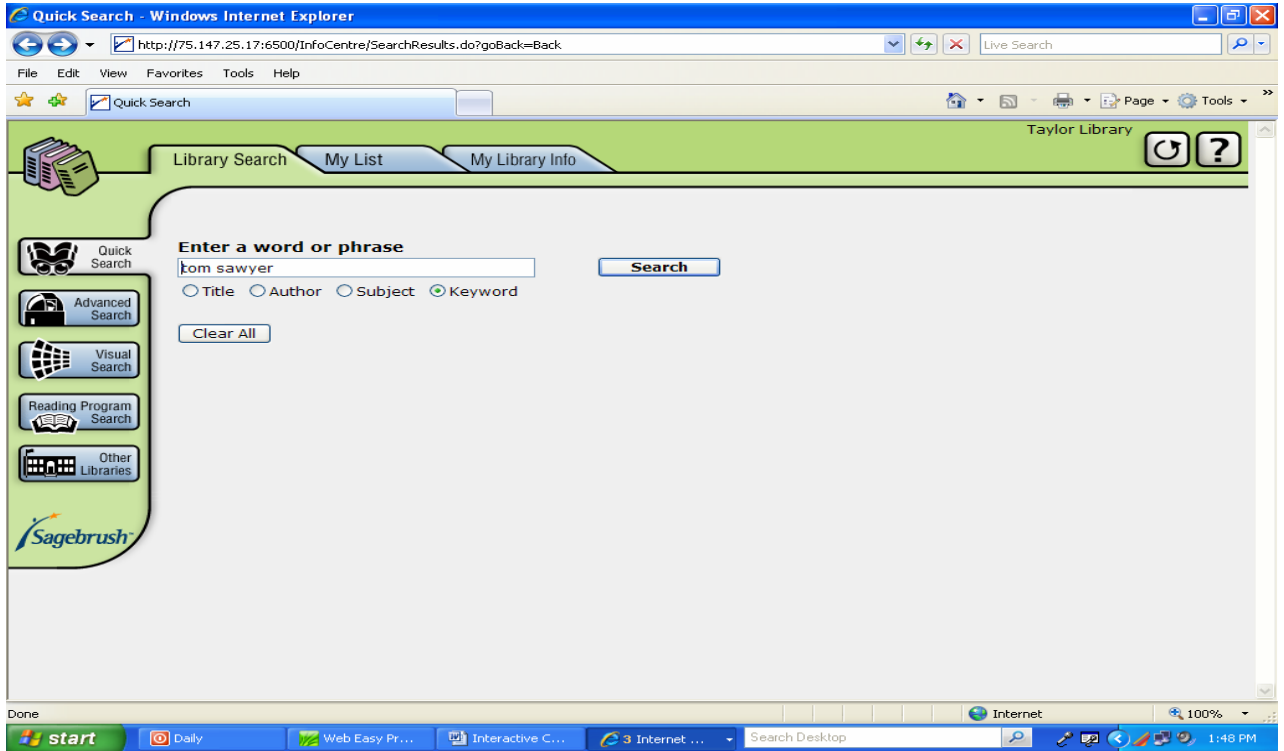 Quick Search - Windows Internet Explorer
http://75.147.25.17:6500/InfoCentre/SearchResults.do?goBack=Back
Live Search
File Edit View Favorites Tools Help
Quick Search
Page Tools »
Taylor Library
Library Search My List My Library Info
?
Quick
Search
Enter a word or phrase
tom sawyer
Search
Title Author Subject Keyword
Advanced
Search
Clear All
Visual
Search
Reading Program
Search
Other
Libraries
Sagebrush
Done Internet 100%
start Daily Web Easy Pr... Interactive C... 3 Internet ... Search Desktop 1:48 PM